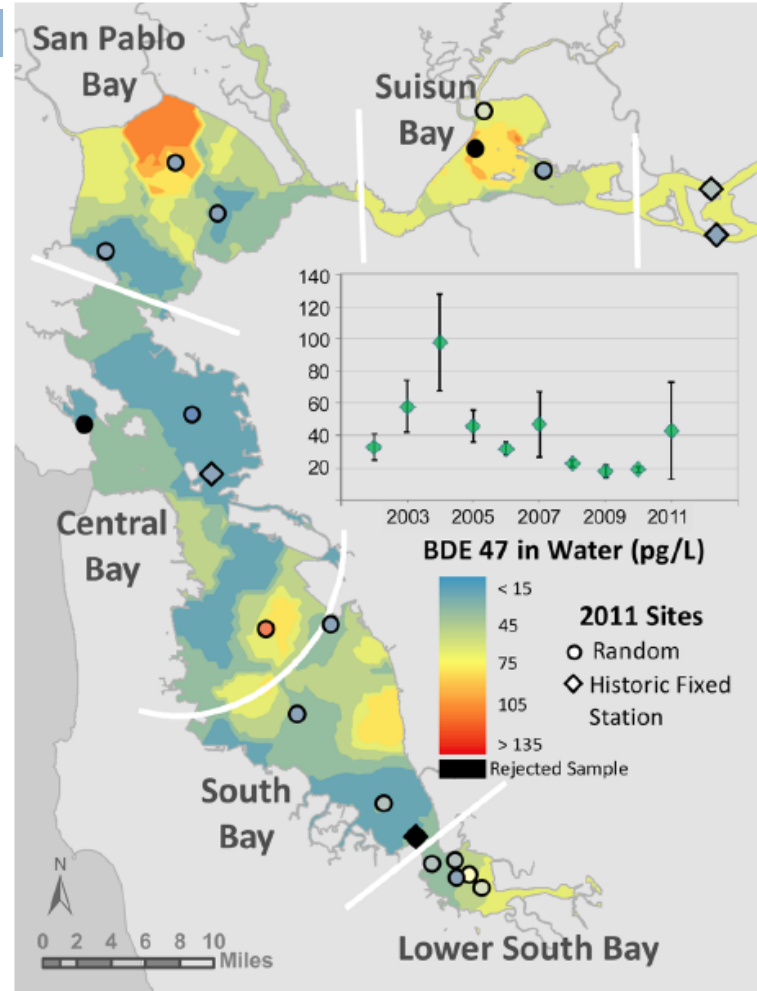 San Pablo
Bay
Suisun
Bay
140
120
100
80
60
40
20
2003 2005 2007 2009 2011
Central
Bay
BDE 47 in Water (pg/L)
< 15
45
75
105
> 135
Rejected Sample
2011 Sites
Random
Historic Fixed
Station
South
Bay
N
0 2 4 6 8 10
Miles
Lower South Bay